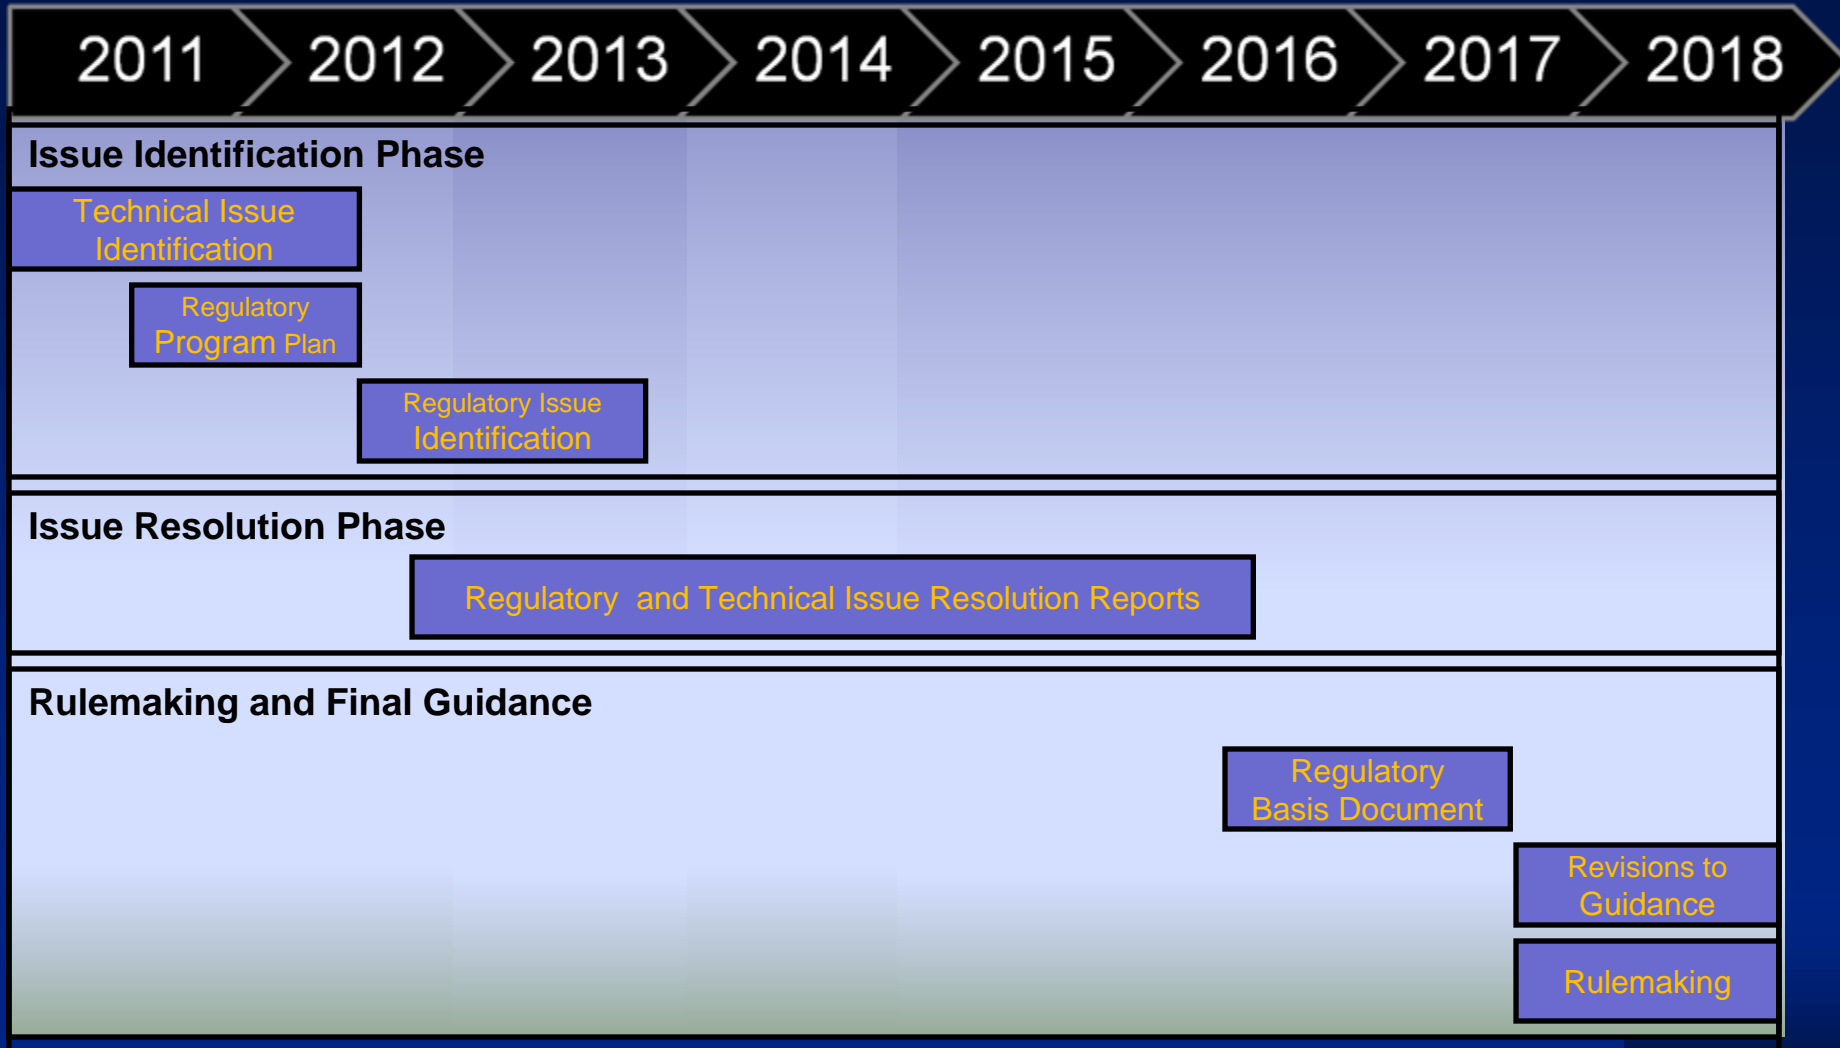 2011 2012 2013 2014 2015 2016 2017 2018
Issue Identification Phase
Technical Issue
Identification
Regulatory
Program Plan
Regulatory Issue
Identification
Issue Resolution Phase
Regulatory and Technical Issue Resolution Reports
Rulemaking and Final Guidance
Regulatory
Basis Document
Revisions to
Guidance
Rulemaking